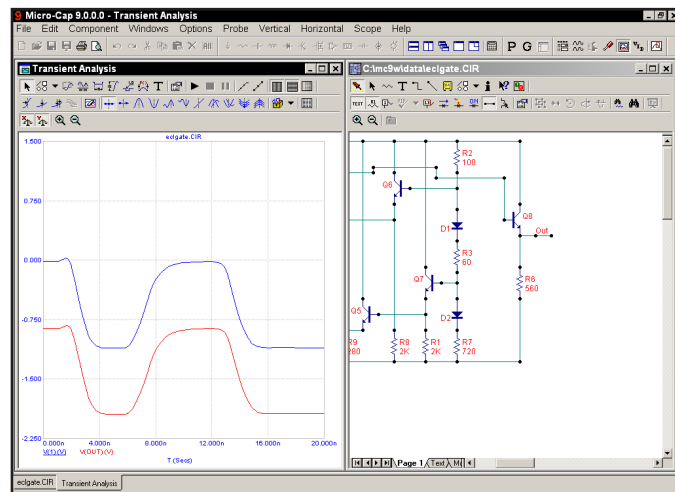 Micro-Cap 9.0.0.0 - Transient Analysis
File Edit Component Windows Options Probe Vertical Horizontal Scope Help
P G
Transient Analysis
T
eclgate.CIR
1.500
0.750
0.000
-0.750
-1.500
-2.250
0.000n 4.000n 8.000n 12.000n 16.000n 20.000n
V(1) (V) V(OUT) (V)
T (Secs)
C:\mc9w\data\eclgate.CIR
T
TEXT
R2
100
Q6
Q8
D1
Out
R3
60
Q7
R6
560
Q5
D2
R9
280
R8
2K
R1
2K
R7
720
Page 1 Text
eclgate.CIR Transient Analysis